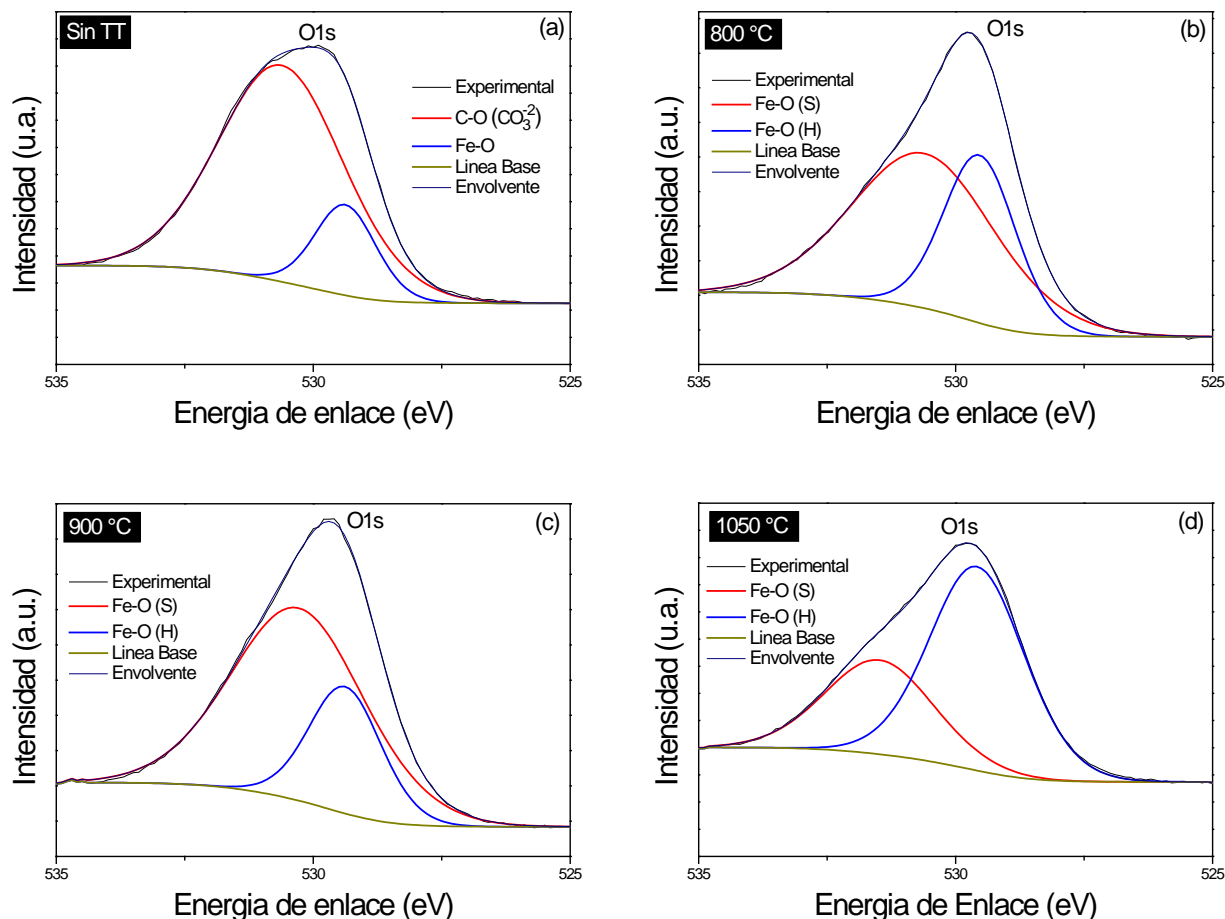 Sin TT
O1s
(a)
Experimental
C-O (CO₃⁻²)
Fe-O
Linea Base
Envolvente
Intensidad (u.a.)
535
530
525
Energia de enlace (eV)
800 °C
O1s
(b)
Experimental
Fe-O (S)
Fe-O (H)
Linea Base
Envolvente
Intensidad (a.u.)
535
530
525
Energia de enlace (eV)
900 °C
O1s
(c)
Experimental
Fe-O (S)
Fe-O (H)
Linea Base
Envolvente
Intensidad (a.u.)
535
530
525
Energia de enlace (eV)
1050 °C
O1s
(d)
Experimental
Fe-O (S)
Fe-O (H)
Linea Base
Envolvente
Intensidad (u.a.)
535
530
525
Energia de Enlace (eV)